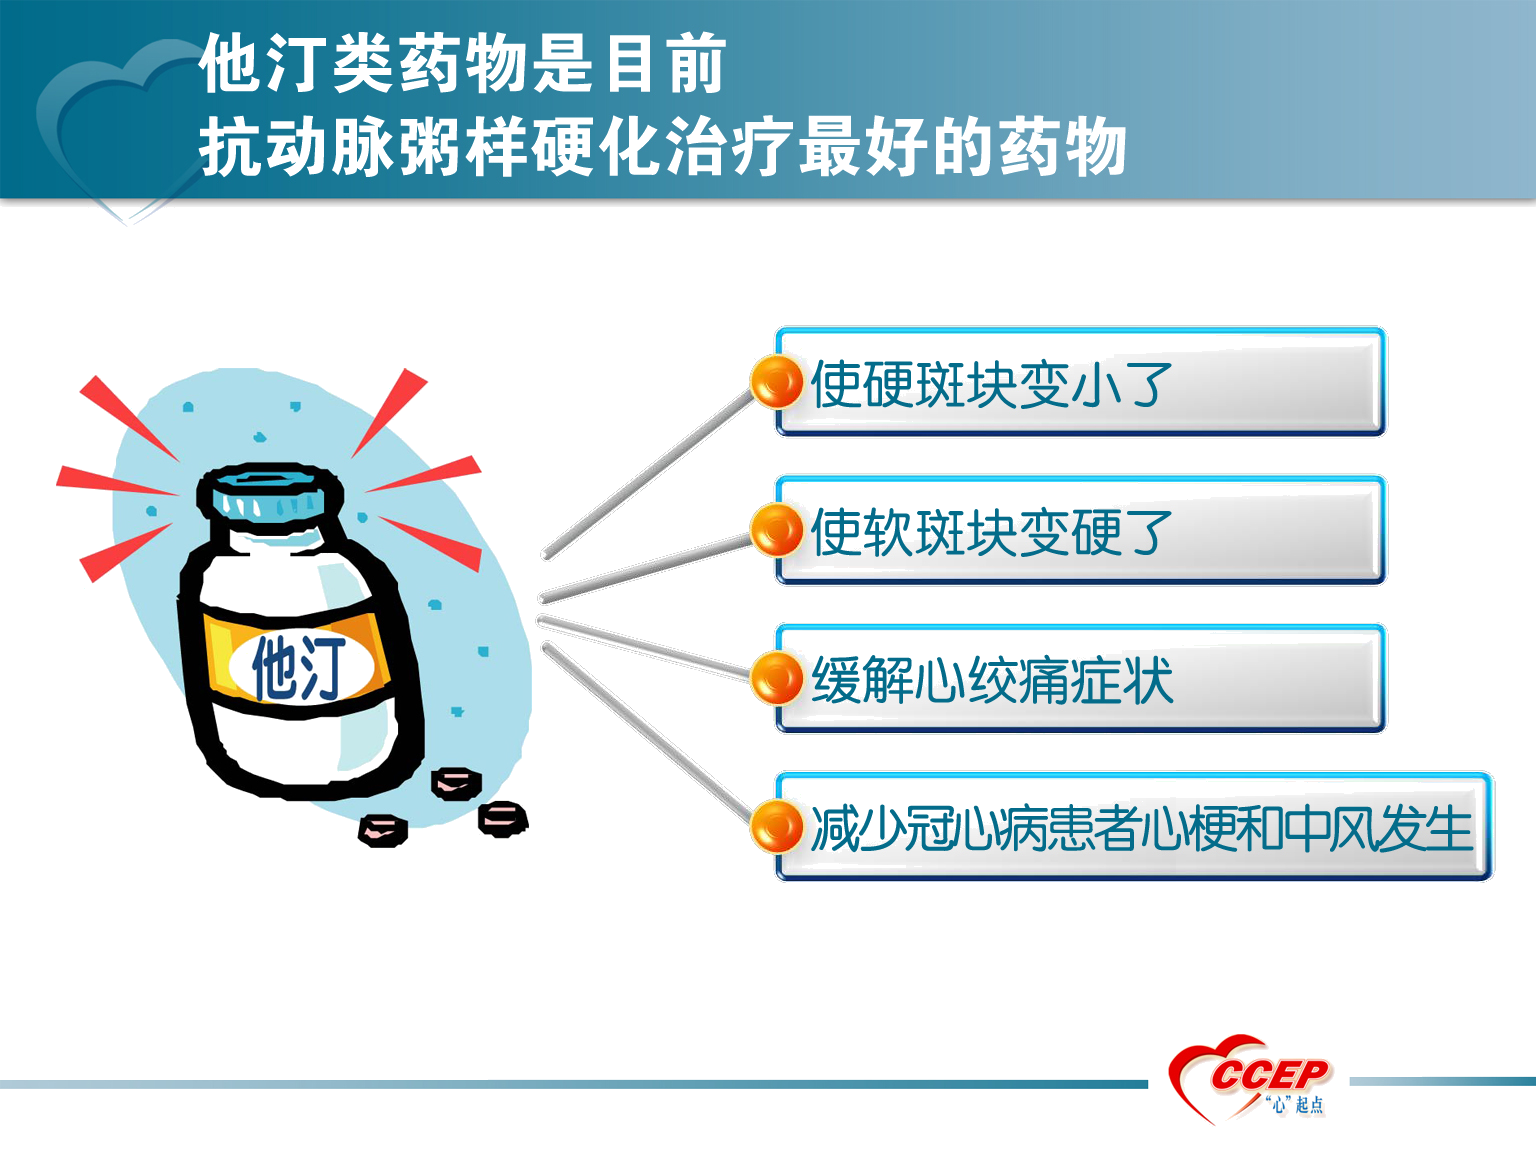 他汀类药物是目前
抗动脉粥样硬化治疗最好的药物
使硬斑块变小了
使软斑块变硬了
他汀
缓解心绞痛症状
减少冠心病患者心梗和中风发生
CCEP
“心”起点